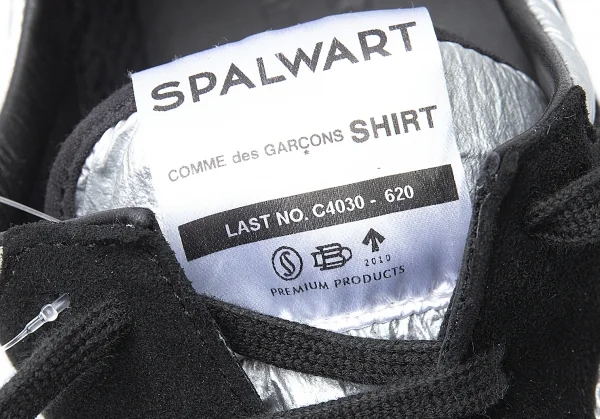 SPALWART
COMME des GARÇONS SHIRT
LAST NO. C4030 - 620
2010
PREMIUM PRODUCTS